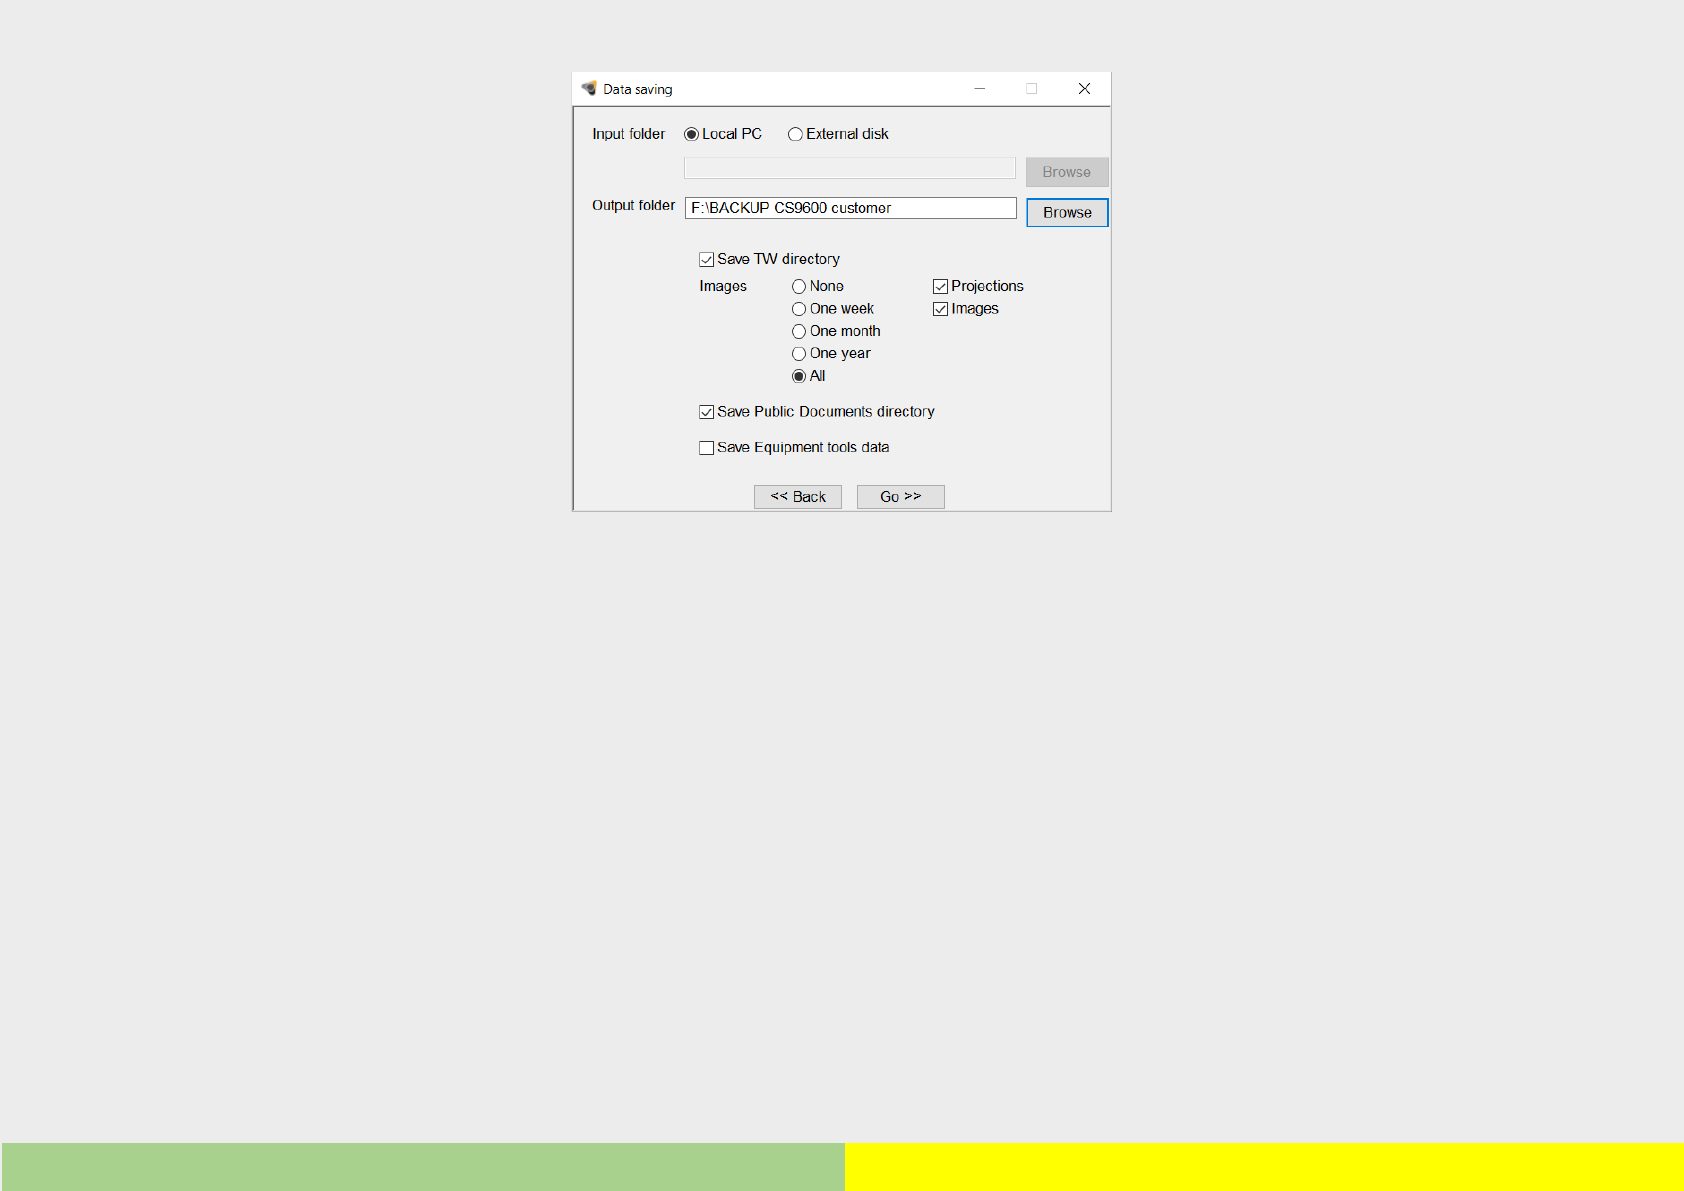 Data saving
Input folder Local PC External disk
Browse
Output folder F:\BACKUP CS9600 customer Browse
Save TW directory
Images None Projections
One week Images
One month
One year
All
Save Public Documents directory
Save Equipment tools data
<< Back Go >>